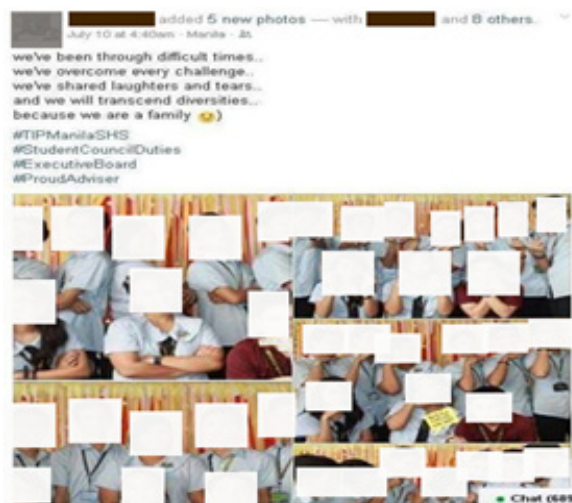 added 5 new photos — with and 8 others.
July 10 at 4:40am · Manila ·
we've been through difficult times..
we've overcome every challenge..
we've shared laughters and tears..
and we will transcend diversities..
because we are a family 😉)
#TIPManilaSHS
#StudentCouncilDuties
#ExecutiveBoard
#ProudAdviser
Chat